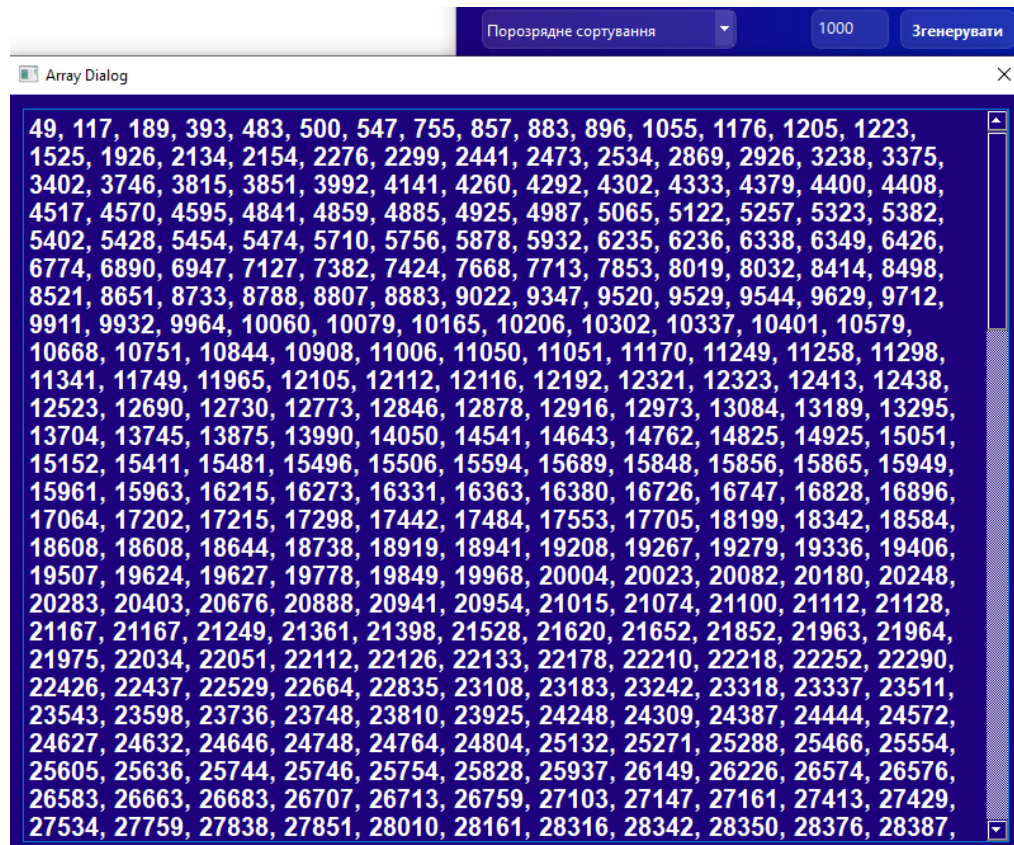 Порозрядне сортування 1000 Згенерувати
Array Dialog
49, 117, 189, 393, 483, 500, 547, 755, 857, 883, 896, 1055, 1176, 1205, 1223,
1525, 1926, 2134, 2154, 2276, 2299, 2441, 2473, 2534, 2869, 2926, 3238, 3375,
3402, 3746, 3815, 3851, 3992, 4141, 4260, 4292, 4302, 4333, 4379, 4400, 4408,
4517, 4570, 4595, 4841, 4859, 4885, 4925, 4987, 5065, 5122, 5257, 5323, 5382,
5402, 5428, 5454, 5474, 5710, 5756, 5878, 5932, 6235, 6236, 6338, 6349, 6426,
6774, 6890, 6947, 7127, 7382, 7424, 7668, 7713, 7853, 8019, 8032, 8414, 8498,
8521, 8651, 8733, 8788, 8807, 8883, 9022, 9347, 9520, 9529, 9544, 9629, 9712,
9911, 9932, 9964, 10060, 10079, 10165, 10206, 10302, 10337, 10401, 10579,
10668, 10751, 10844, 10908, 11006, 11050, 11051, 11170, 11249, 11258, 11298,
11341, 11749, 11965, 12105, 12112, 12116, 12192, 12321, 12323, 12413, 12438,
12523, 12690, 12730, 12773, 12846, 12878, 12916, 12973, 13084, 13189, 13295,
13704, 13745, 13875, 13990, 14050, 14541, 14643, 14762, 14825, 14925, 15051,
15152, 15411, 15481, 15496, 15506, 15594, 15689, 15848, 15856, 15865, 15949,
15961, 15963, 16215, 16273, 16331, 16363, 16380, 16726, 16747, 16828, 16896,
17064, 17202, 17215, 17298, 17442, 17484, 17553, 17705, 18199, 18342, 18584,
18608, 18608, 18644, 18738, 18919, 18941, 19208, 19267, 19279, 19336, 19406,
19507, 19624, 19627, 19778, 19849, 19968, 20004, 20023, 20082, 20180, 20248,
20283, 20403, 20676, 20888, 20941, 20954, 21015, 21074, 21100, 21112, 21128,
21167, 21167, 21249, 21361, 21398, 21528, 21620, 21652, 21852, 21963, 21964,
21975, 22034, 22051, 22112, 22126, 22133, 22178, 22210, 22218, 22252, 22290,
22426, 22437, 22529, 22664, 22835, 23108, 23183, 23242, 23318, 23337, 23511,
23543, 23598, 23736, 23748, 23810, 23925, 24248, 24309, 24387, 24444, 24572,
24627, 24632, 24646, 24748, 24764, 24804, 25132, 25271, 25288, 25466, 25554,
25605, 25636, 25744, 25746, 25754, 25828, 25937, 26149, 26226, 26574, 26576,
26583, 26663, 26683, 26707, 26713, 26759, 27103, 27147, 27161, 27413, 27429,
27534, 27759, 27838, 27851, 28010, 28161, 28316, 28342, 28350, 28376, 28387,